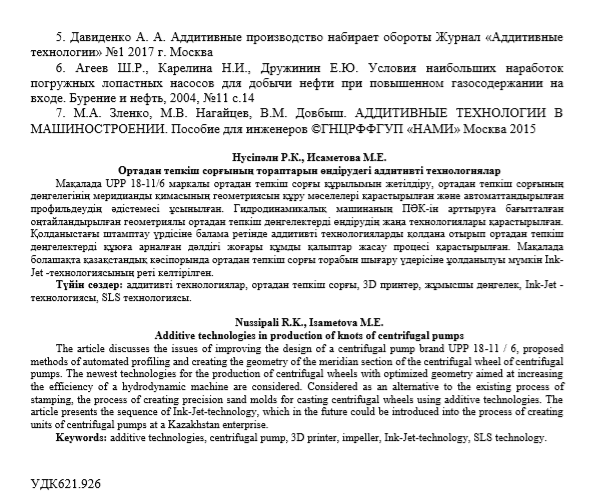 5. Давиденко А. А. Аддитивные производство набирает обороты Журнал «Аддитивные
технологии» №1 2017 г. Москва
6. Агеев Ш.Р., Карелина Н.И., Дружинин Е.Ю. Условия наибольших наработок
погружных лопастных насосов для добычи нефти при повышенном газосодержании на
входе. Бурение и нефть, 2004, №11 с.14
7. М.А. Зленко, М.В. Нагайцев, В.М. Довбыш. АДДИТИВНЫЕ ТЕХНОЛОГИИ В
МАШИНОСТРОЕНИИ. Пособие для инженеров ©ГНЦРФФГУП «НАМИ» Москва 2015
Нусіпәли Р.К., Исаметова М.Е.
Ортадан тепкіш сорғының тораптарын өндірудегі аддитивті технологиялар
Мақалада UPP 18-11/6 маркалы ортадан тепкіш сорғы құрылымын жетілдіру, ортадан тепкіш сорғының
дөңгелегінің меридианды кимасының геометриясын құру мәселелері қарастырылған және автоматтандырылған
профильдеудің әдістемесі ұсынылған. Гидродинамикалық машинаның ПӘК-ін арттыруға бағытталған
оңтайландырылған геометриялы ортадан тепкіш дөңгелектерді өндірудің жаңа технологиялары қарастырылған.
Қолданыстағы штамптау үрдісіне балама ретінде аддитивті технологияларды қолдана отырып ортадан тепкіш
дөңгелектерді құюға арналған дәлдігі жоғары құмды қалыптар жасау процесі қарастырылған. Мақалада
болашақта қазақстандық кәсіпорында ортадан тепкіш сорғы торабын шығару үдерісіне ұолданылуы мүмкін Ink-
Jet -технологиясының реті келтірілген.
Түйін сөздер: аддитивті технологиялар, ортадан тепкіш сорғы, 3D принтер, жұмысшы дөңгелек, Ink-Jet -
технологиясы, SLS технологиясы.
Nussipali R.K., Isametova M.E.
Additive technologies in production of knots of centrifugal pumps
The article discusses the issues of improving the design of a centrifugal pump brand UPP 18-11 / 6, proposed
methods of automated profiling and creating the geometry of the meridian section of the centrifugal wheel of centrifugal
pumps. The newest technologies for the production of centrifugal wheels with optimized geometry aimed at increasing
the efficiency of a hydrodynamic machine are considered. Considered as an alternative to the existing process of
stamping, the process of creating precision sand molds for casting centrifugal wheels using additive technologies. The
article presents the sequence of Ink-Jet-technology, which in the future could be introduced into the process of creating
units of centrifugal pumps at a Kazakhstan enterprise.
Keywords: additive technologies, centrifugal pump, 3D printer, impeller, Ink-Jet-technology, SLS technology.
УДК621.926